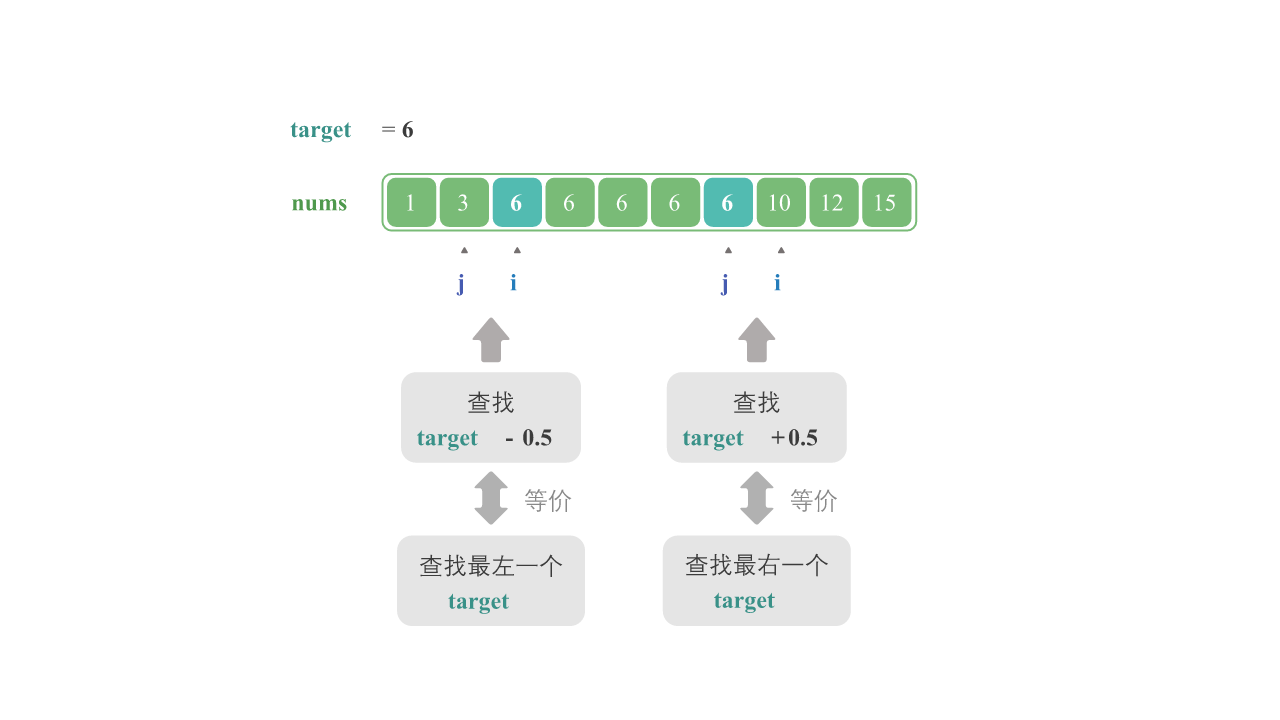 target = 6
nums 1 3 6 6 6 6 6 10 12 15
j i j i
查找
target - 0.5
查找
target +0.5
等价
等价
查找最左一个
target
查找最右一个
target